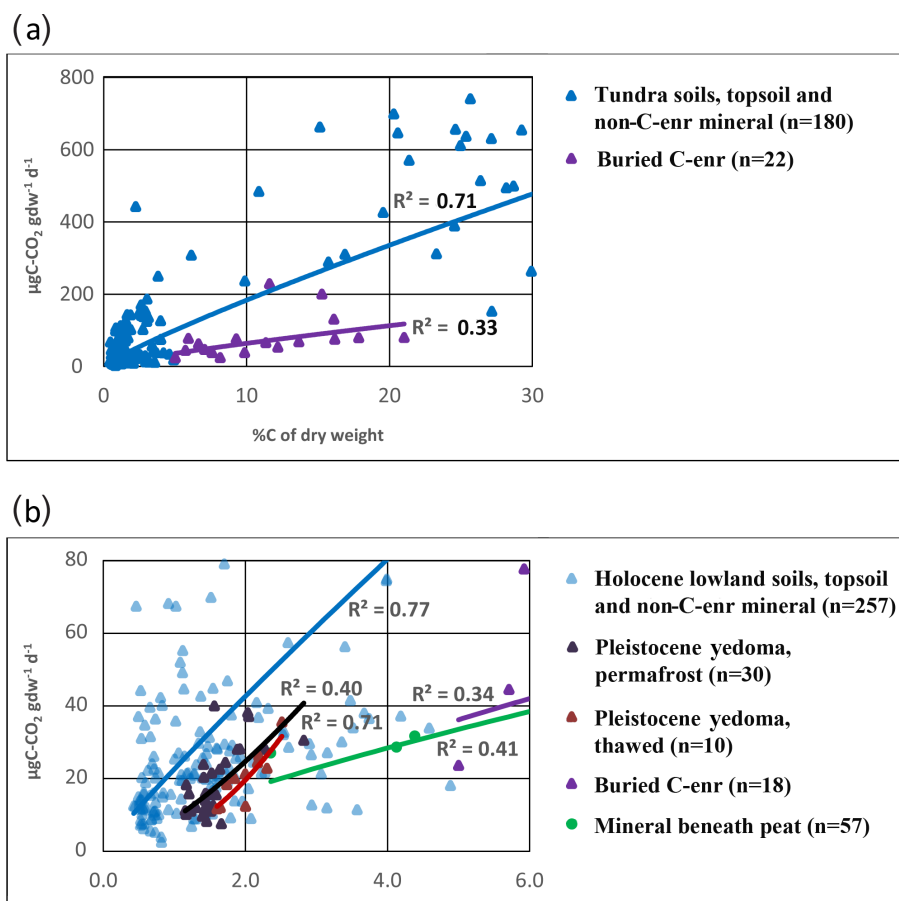 (a)
800
600
400
200
0
µgC-CO₂ gdw⁻¹ d⁻¹
R² = 0.71
R² = 0.33
0 10 20 30
%C of dry weight
Tundra soils, topsoil and
non-C-enr mineral (n=180)
Buried C-enr (n=22)
(b)
80
60
40
20
0
µgC-CO₂ gdw⁻¹ d⁻¹
R² = 0.77
R² = 0.40
R² = 0.71
R² = 0.34
R² = 0.41
0.0 2.0 4.0 6.0
Holocene lowland soils, topsoil
and non-C-enr mineral (n=257)
Pleistocene yedoma,
permafrost (n=30)
Pleistocene yedoma,
thawed (n=10)
Buried C-enr (n=18)
Mineral beneath peat (n=57)